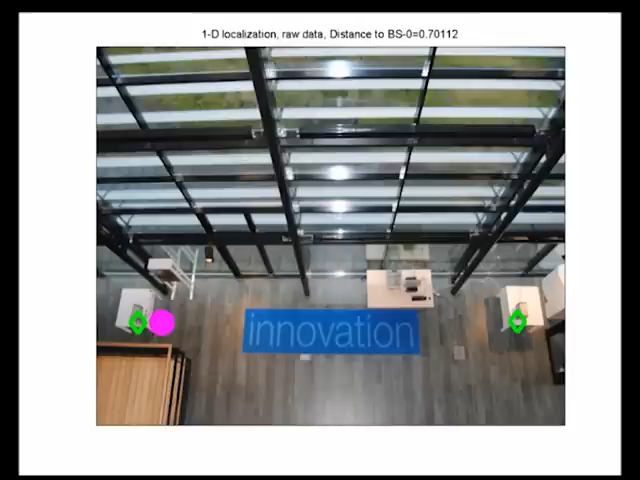 1-D localization, raw data, Distance to BS-0=0.70112
innovation